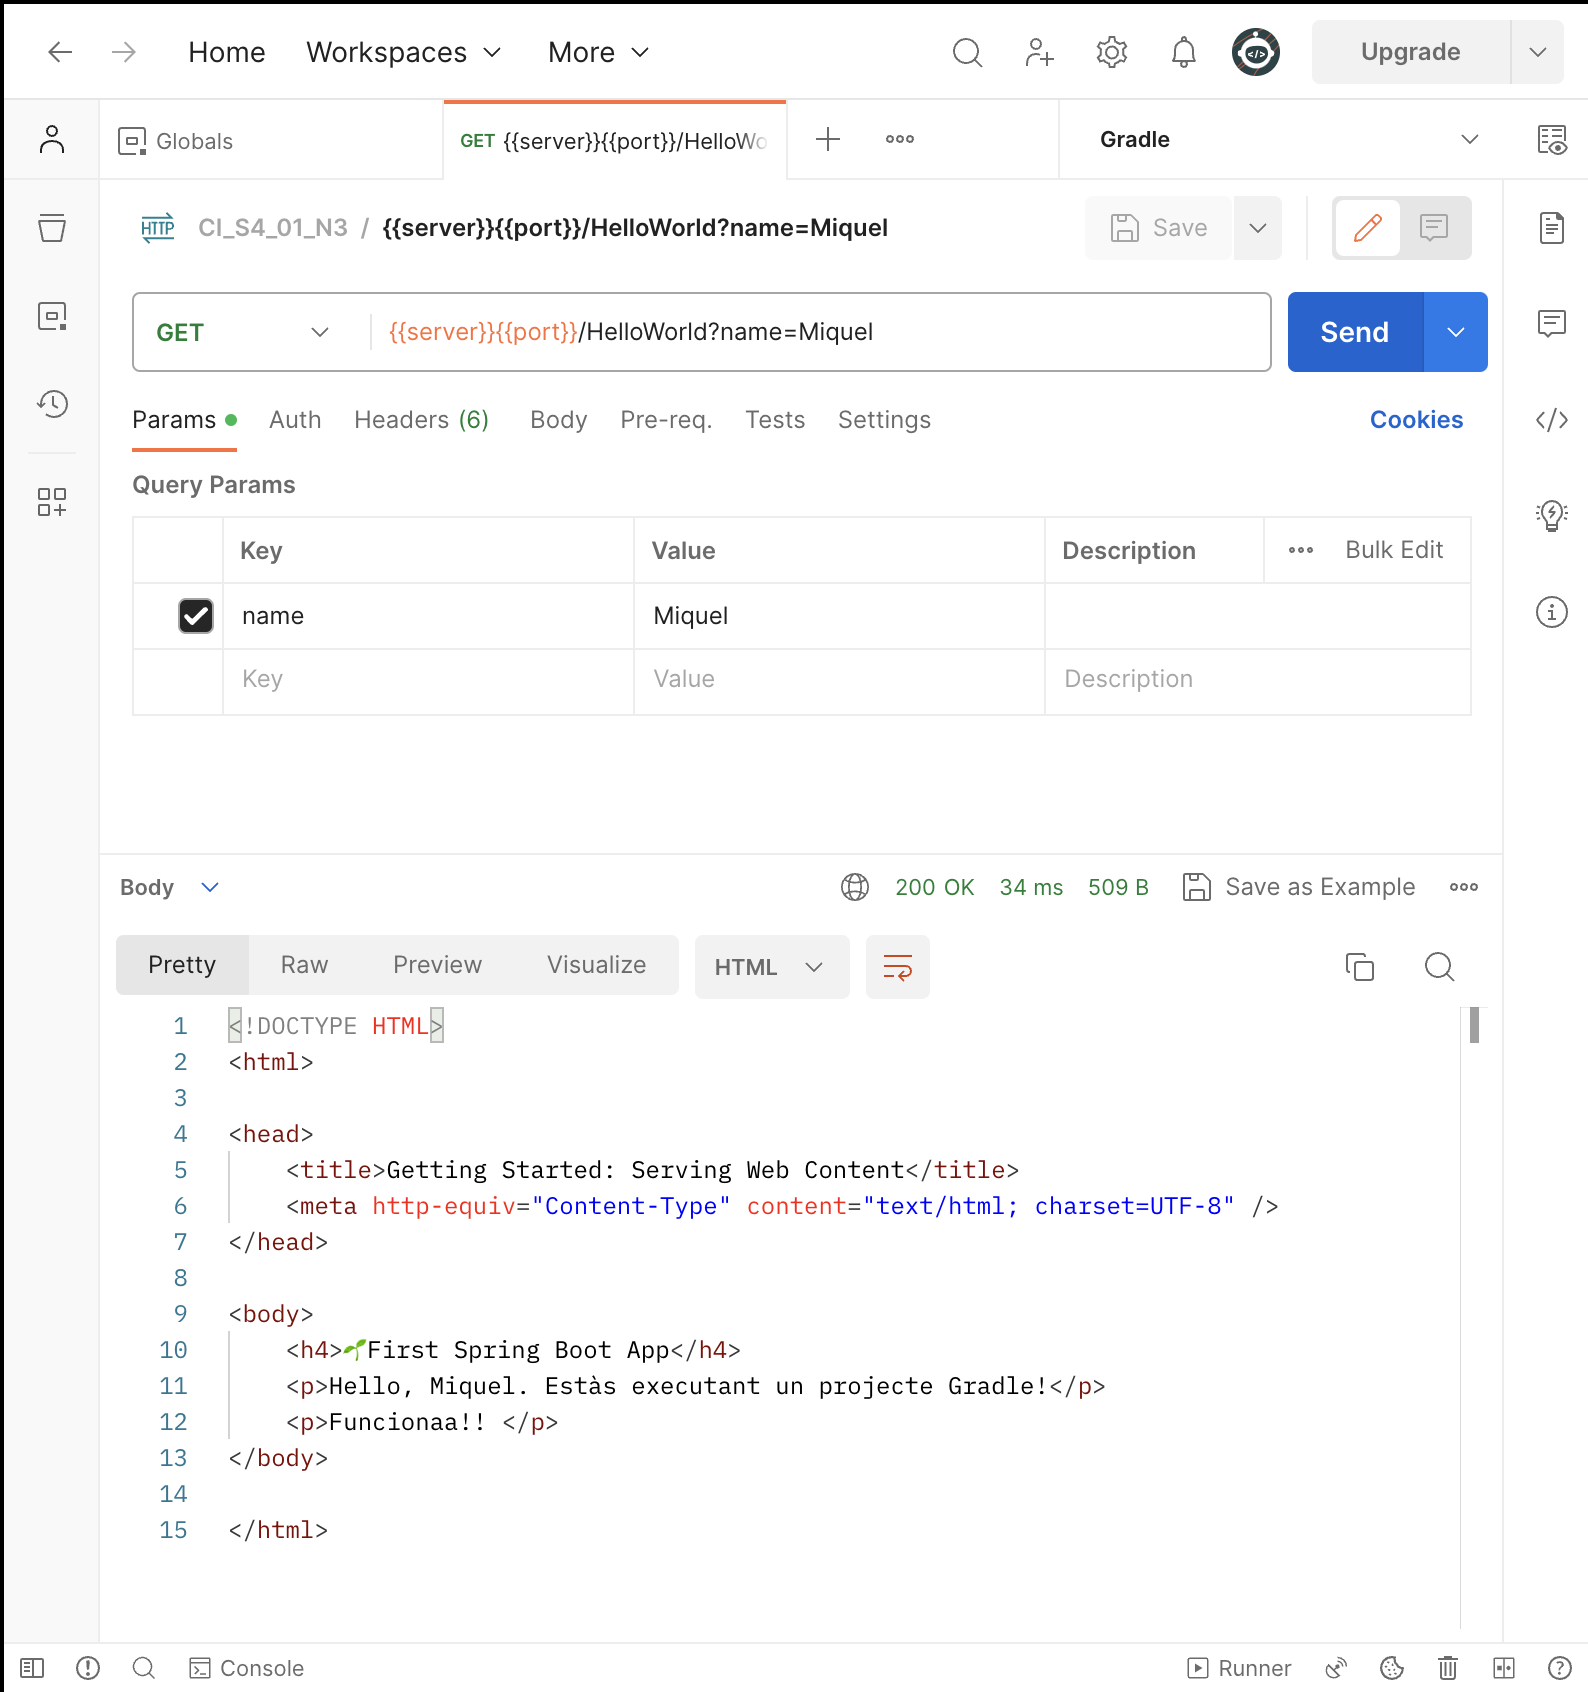 Home Workspaces More Upgrade
Globals GET {{server}}{{port}}/HelloWo Gradle
HTTP CI_S4_01_N3 / {{server}}{{port}}/HelloWorld?name=Miquel Save
GET {{server}}{{port}}/HelloWorld?name=Miquel Send
Params Auth Headers (6) Body Pre-req. Tests Settings Cookies
Query Params
Key Value Description Bulk Edit
name Miquel
Key Value Description
Body 200 OK 34 ms 509 B Save as Example
Pretty Raw Preview Visualize HTML
1 <!DOCTYPE HTML>
2 <html>
3
4 <head>
5 <title>Getting Started: Serving Web Content</title>
6 <meta http-equiv="Content-Type" content="text/html; charset=UTF-8" />
7 </head>
8
9 <body>
10 <h4>🌱First Spring Boot App</h4>
11 <p>Hello, Miquel. Estàs executant un projecte Gradle!</p>
12 <p>Funcionaa!! </p>
13 </body>
14
15 </html>
Console Runner